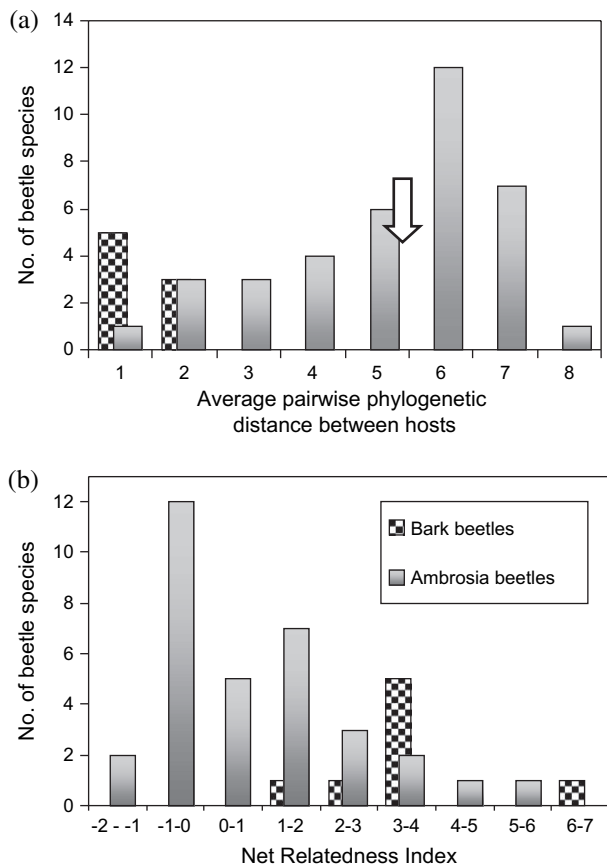 (a)
14
12
10
8
6
4
2
0
No. of beetle species
1 2 3 4 5 6 7 8
Average pairwise phylogenetic
distance between hosts
(b)
12
10
8
6
4
2
0
No. of beetle species
Bark beetles
Ambrosia beetles
-2 - -1 -1-0 0-1 1-2 2-3 3-4 4-5 5-6 6-7
Net Relatedness Index